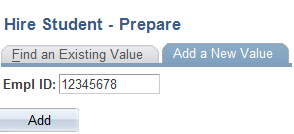 Hire Student - Prepare
Find an Existing Value Add a New Value
Empl ID: 12345678
Add